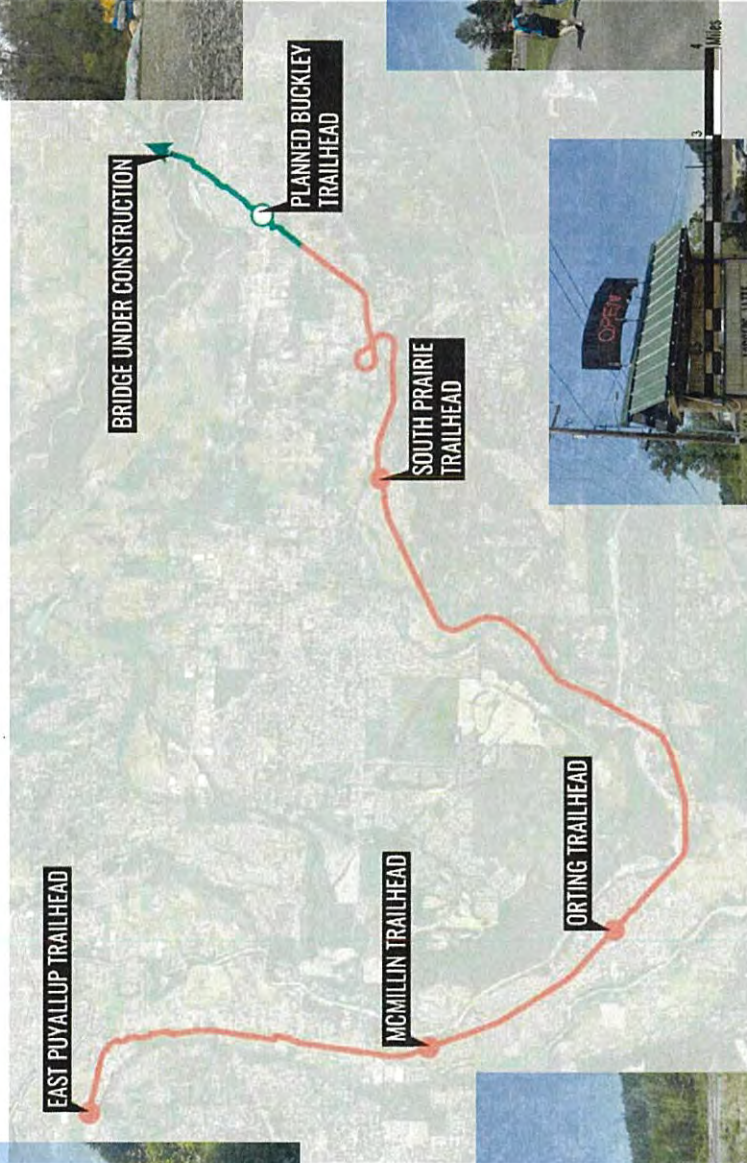 EAST PUYALLUP TRAILHEAD
MCMILLIN TRAILHEAD
ORTING TRAILHEAD
SOUTH PRAIRIE
TRAILHEAD
BRIDGE UNDER CONSTRUCTION
PLANNED BUCKLEY
TRAILHEAD
OPEN
3
4
Miles